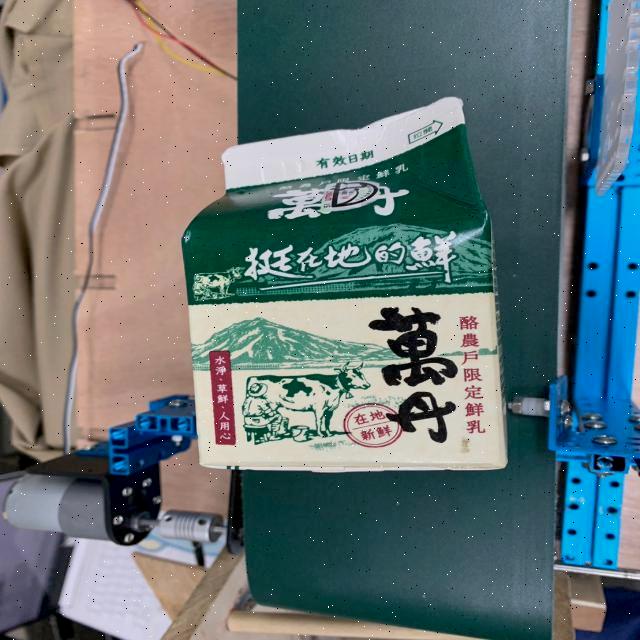 有效日期
萬丹
挺在地的鮮
萬丹
酪農戶限定鮮乳
水淨、草鮮、人用心
在地
新鮮